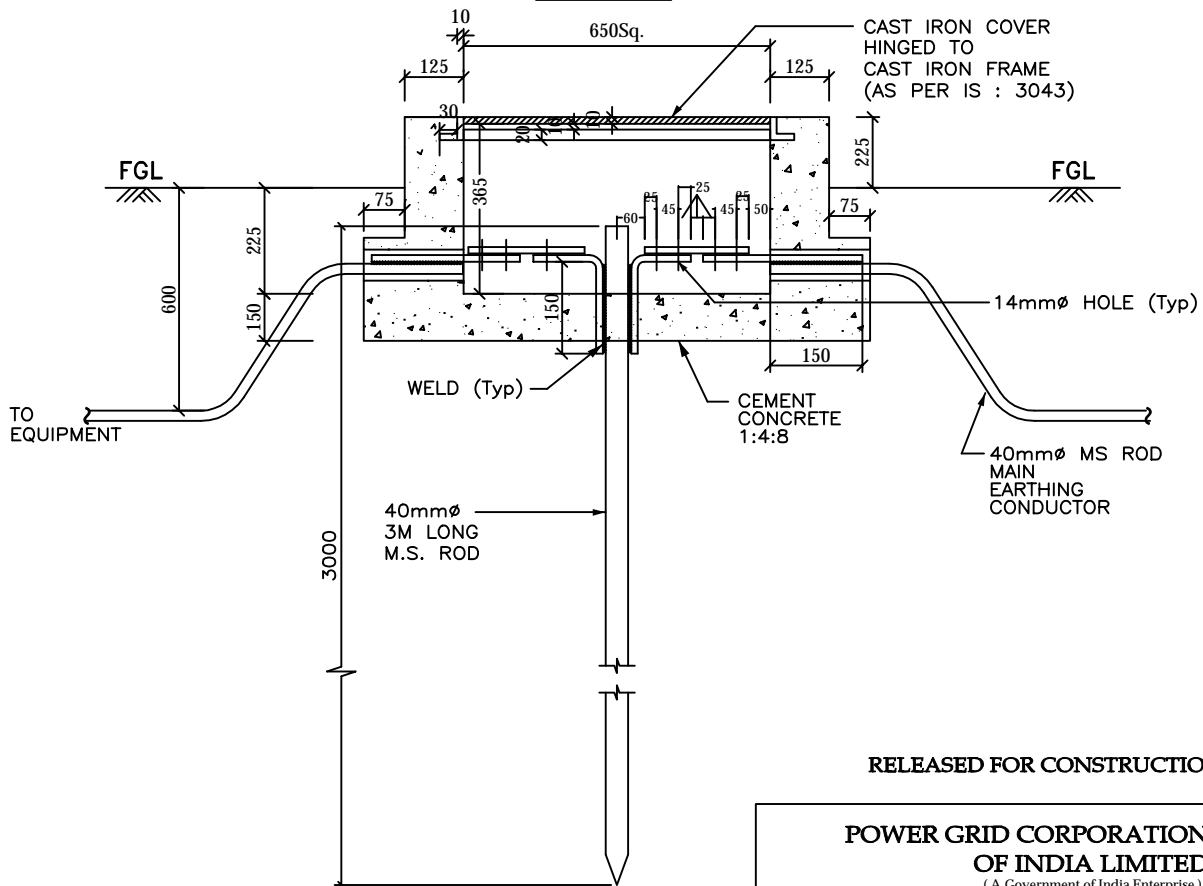 10
650Sq.
CAST IRON COVER
HINGED TO
CAST IRON FRAME
(AS PER IS : 3043)
125
125
30
20
10
10
225
FGL
FGL
75
365
60
25
45
25
45
25
50
75
225
600
150
150
14mmø HOLE (Typ)
150
WELD (Typ)
CEMENT
CONCRETE
1:4:8
TO
EQUIPMENT
40mmø MS ROD
MAIN
EARTHING
CONDUCTOR
40mmø
3M LONG
M.S. ROD
3000
RELEASED FOR CONSTRUCTIO
POWER GRID CORPORATION
OF INDIA LIMITED
( A Government of India Enterprise )